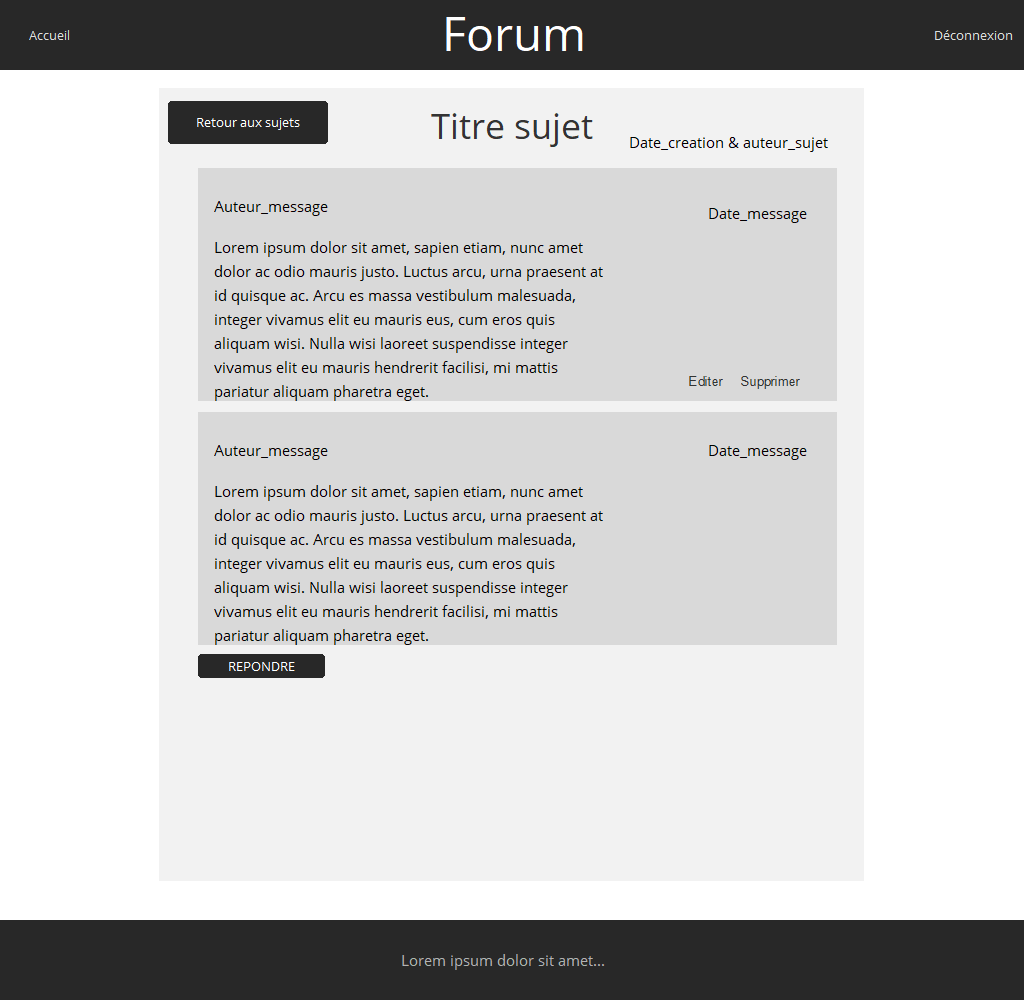 Accueil
Forum
Déconnexion
Retour aux sujets
Titre sujet
Date_creation & auteur_sujet
Auteur_message
Date_message
Lorem ipsum dolor sit amet, sapien etiam, nunc amet
dolor ac odio mauris justo. Luctus arcu, urna praesent at
id quisque ac. Arcu es massa vestibulum malesuada,
integer vivamus elit eu mauris eus, cum eros quis
aliquam wisi. Nulla wisi laoreet suspendisse integer
vivamus elit eu mauris hendrerit facilisi, mi mattis
pariatur aliquam pharetra eget.
Editer
Supprimer
Auteur_message
Date_message
Lorem ipsum dolor sit amet, sapien etiam, nunc amet
dolor ac odio mauris justo. Luctus arcu, urna praesent at
id quisque ac. Arcu es massa vestibulum malesuada,
integer vivamus elit eu mauris eus, cum eros quis
aliquam wisi. Nulla wisi laoreet suspendisse integer
vivamus elit eu mauris hendrerit facilisi, mi mattis
pariatur aliquam pharetra eget.
REPONDRE
Lorem ipsum dolor sit amet...